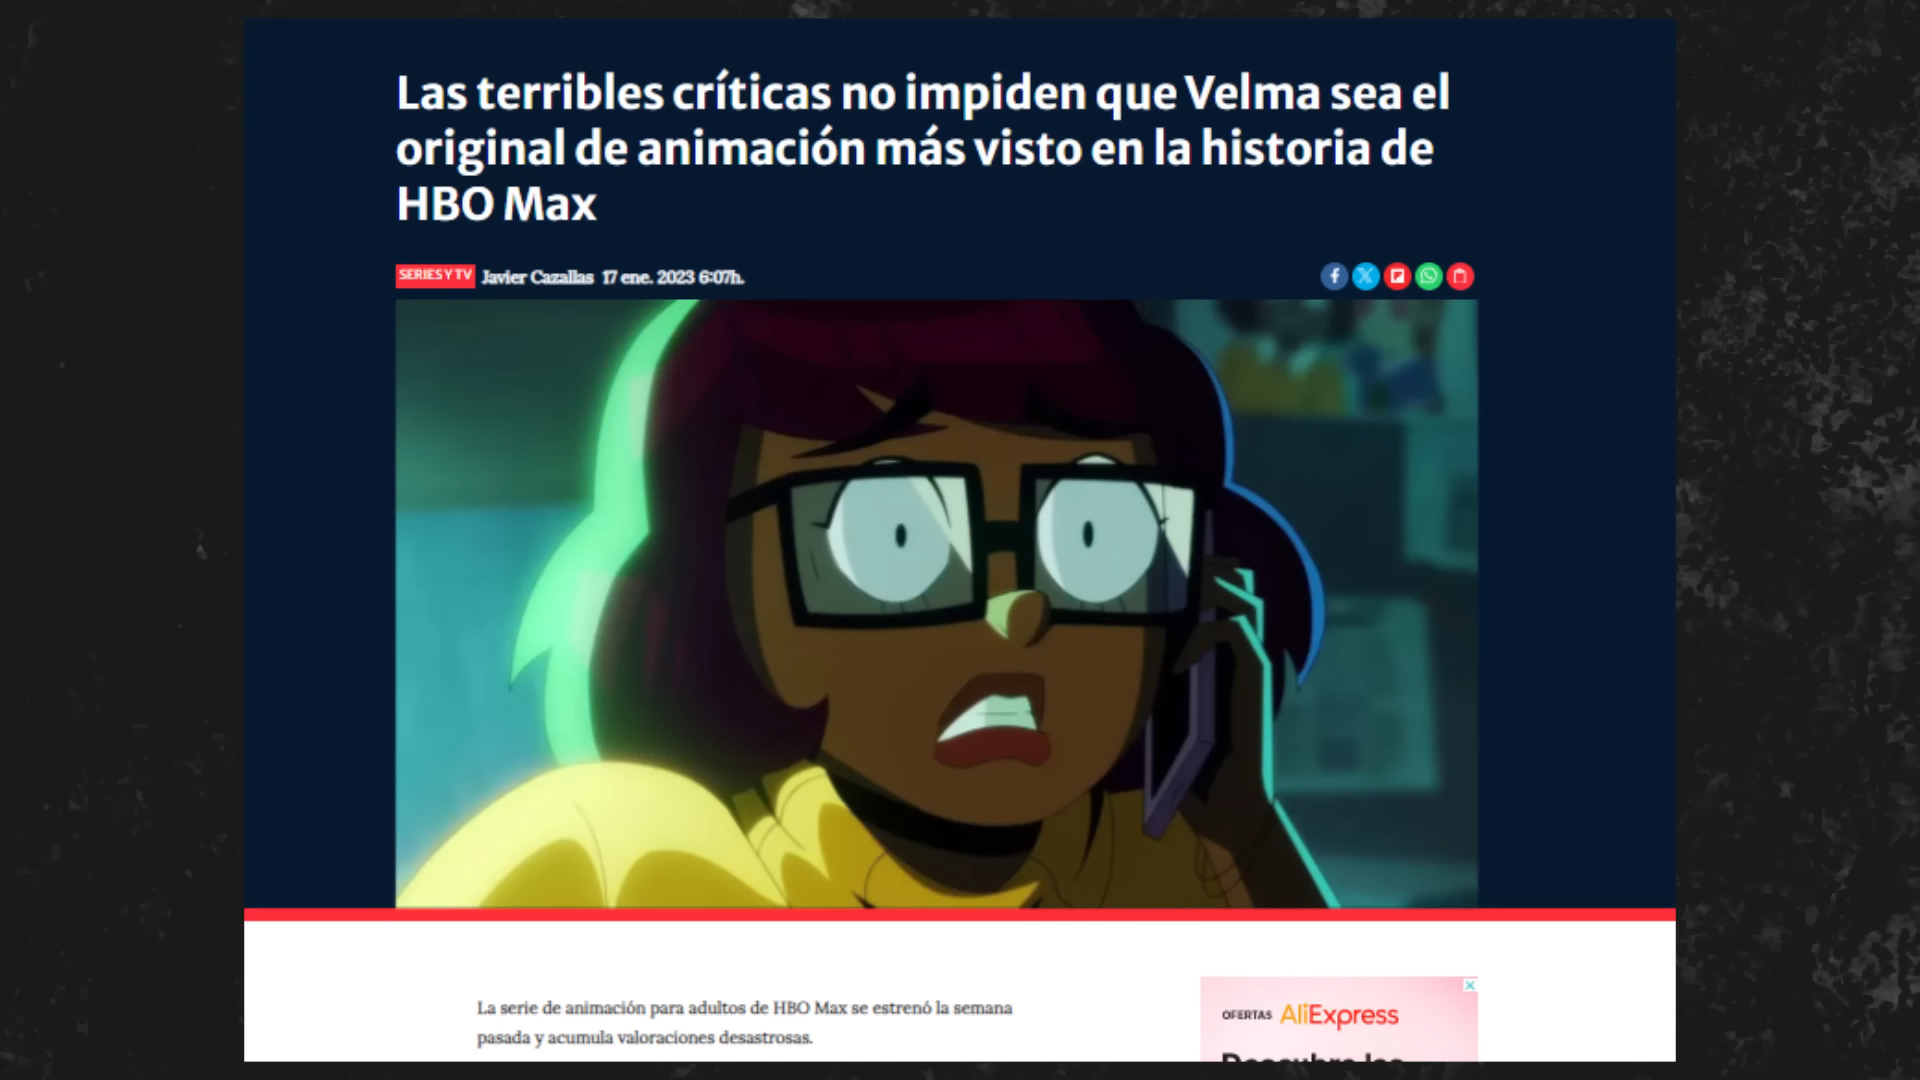 Las terribles críticas no impiden que Velma sea el
original de animación más visto en la historia de
HBO Max
SERIES Y TV Javier Cazallas 17 ene. 2023 6:07h.
La serie de animación para adultos de HBO Max se estrenó la semana
pasada y acumula valoraciones desastrosas.
OFERTAS AliExpress
Descubre las